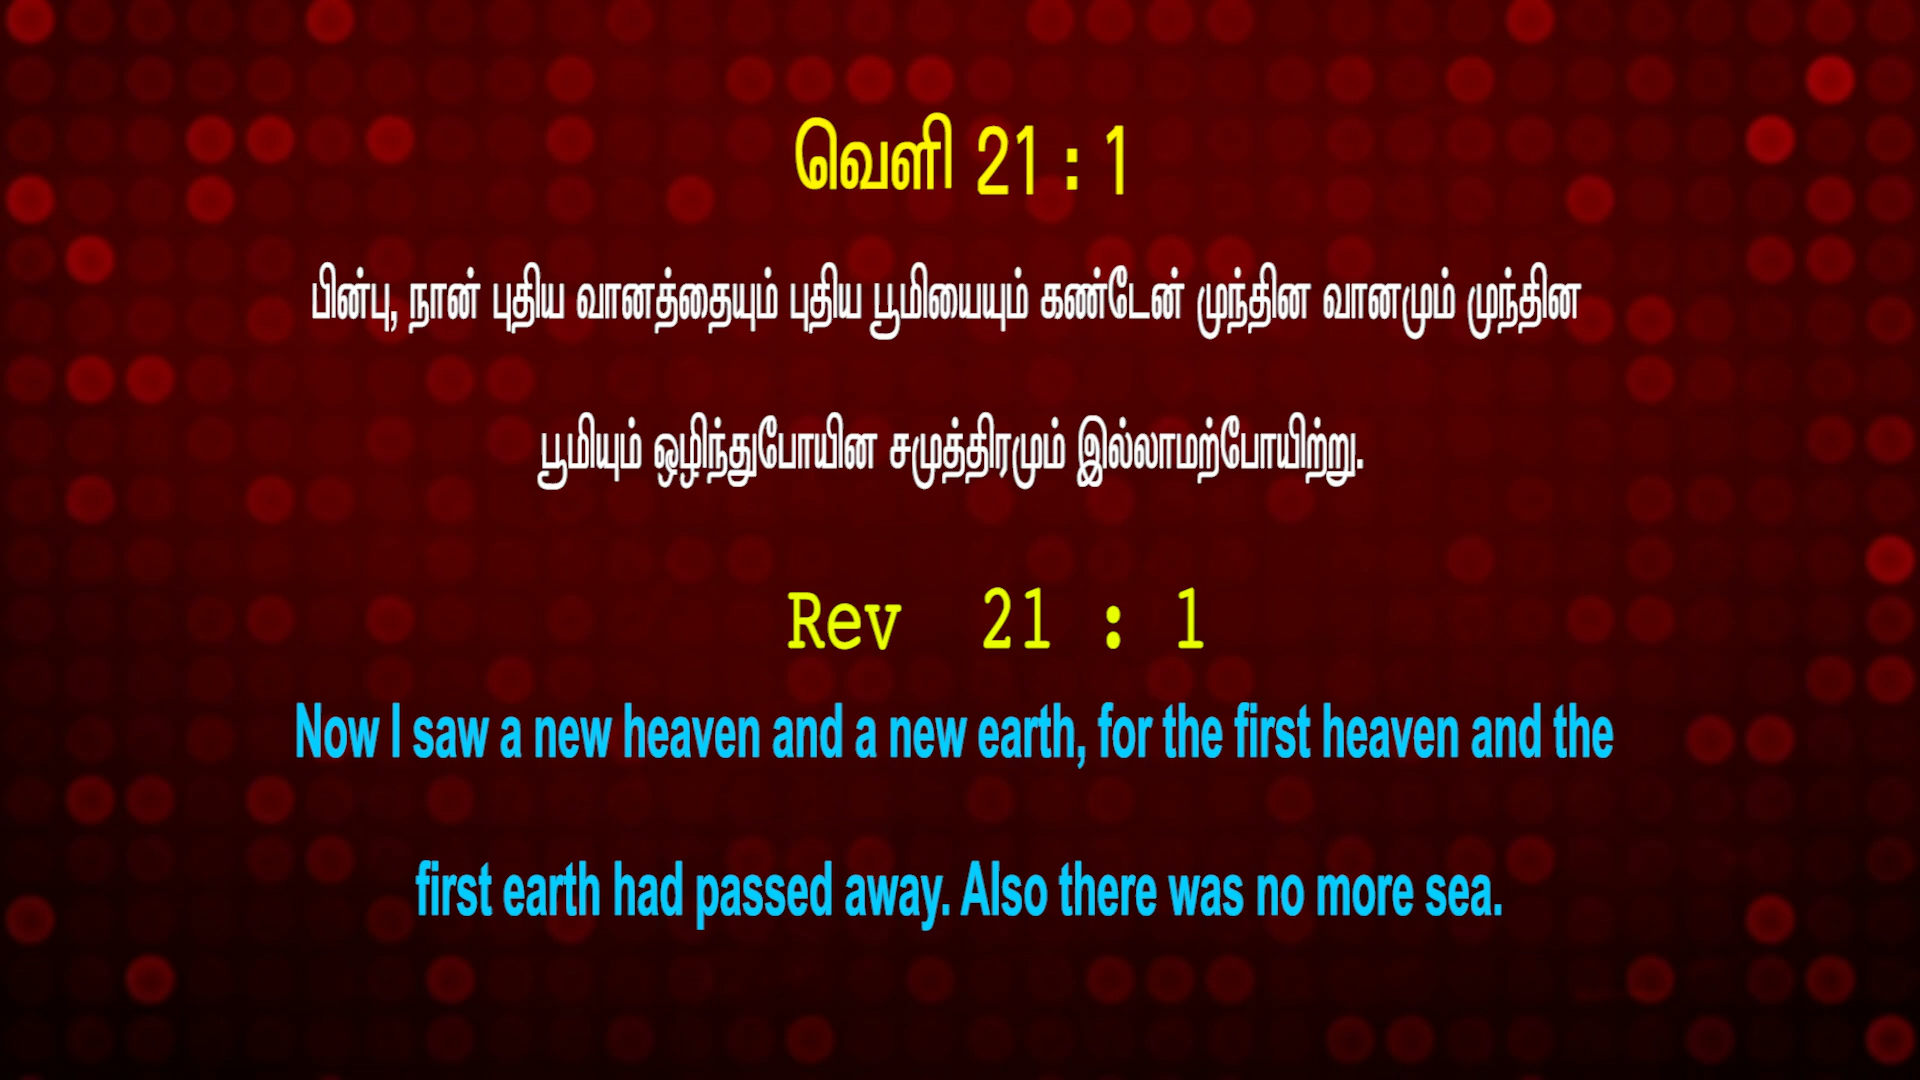 வெளி 21 : 1
பின்பு, நான் புதிய வானத்தையும் புதிய பூமியையும் கண்டேன் முந்தின வானமும் முந்தின
பூமியும் ஒழிந்துபோயின சமுத்திரமும் இல்லாமற்போயிற்று.
Rev 21 : 1
Now I saw a new heaven and a new earth, for the first heaven and the
first earth had passed away. Also there was no more sea.